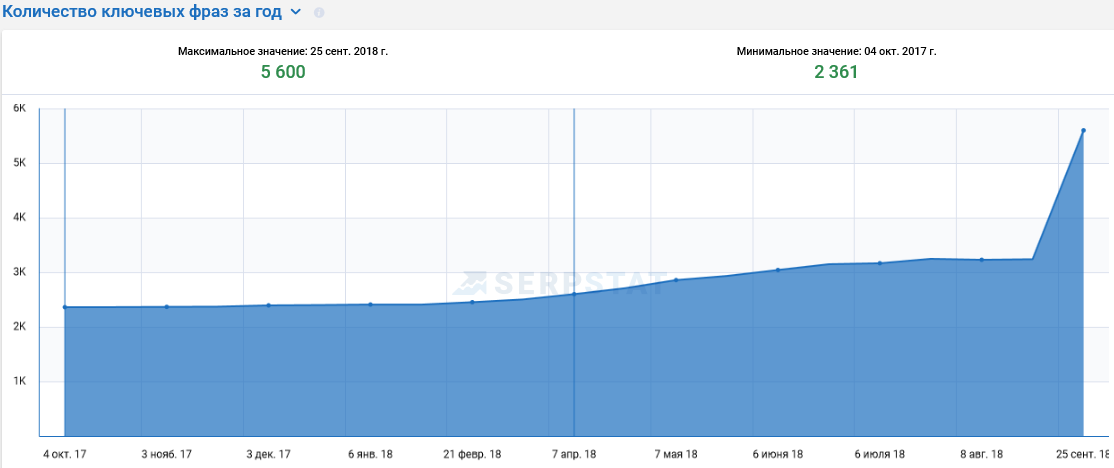 Количество ключевых фраз за год
Максимальное значение: 25 сент. 2018 г.
5 600
Минимальное значение: 04 окт. 2017 г.
2 361
6K
5K
4K
3K
2K
1K
SERPSTAT
4 окт. 17 3 нояб. 17 3 дек. 17 6 янв. 18 21 февр. 18 7 апр. 18 7 мая 18 6 июня 18 6 июля 18 8 авг. 18 25 сент. 18